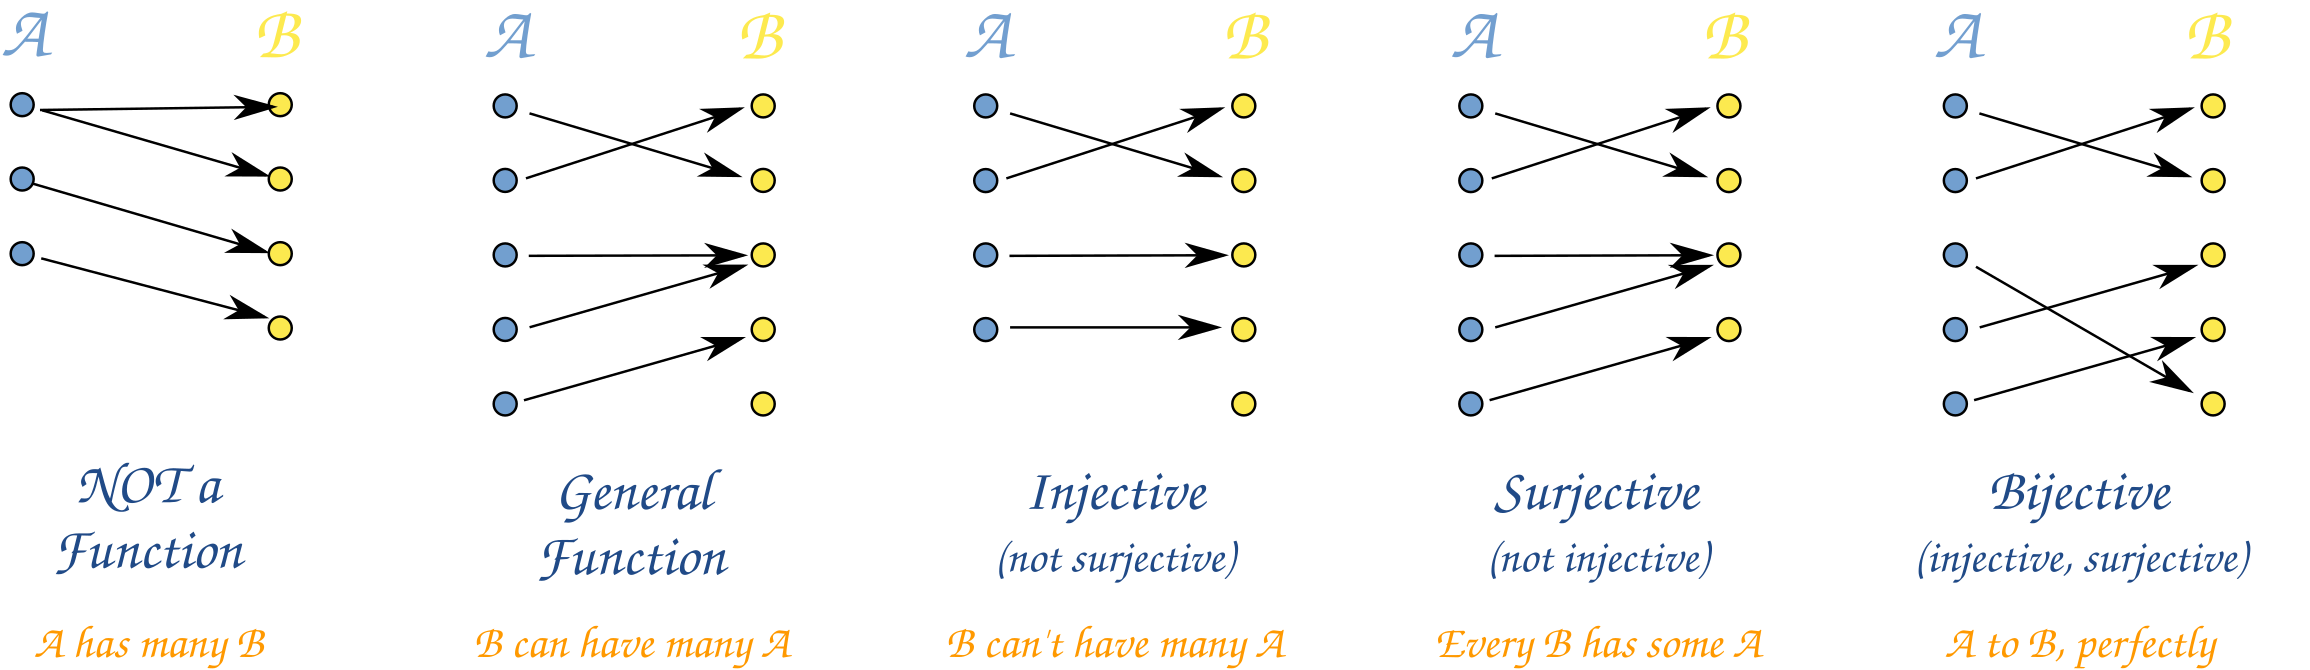 A B
A B
A B
A B
A B
NOT a
Function
A has many B
General
Function
B can have many A
Injective
(not surjective)
B can't have many A
Surjective
(not injective)
Every B has some A
Bijective
(injective, surjective)
A to B, perfectly